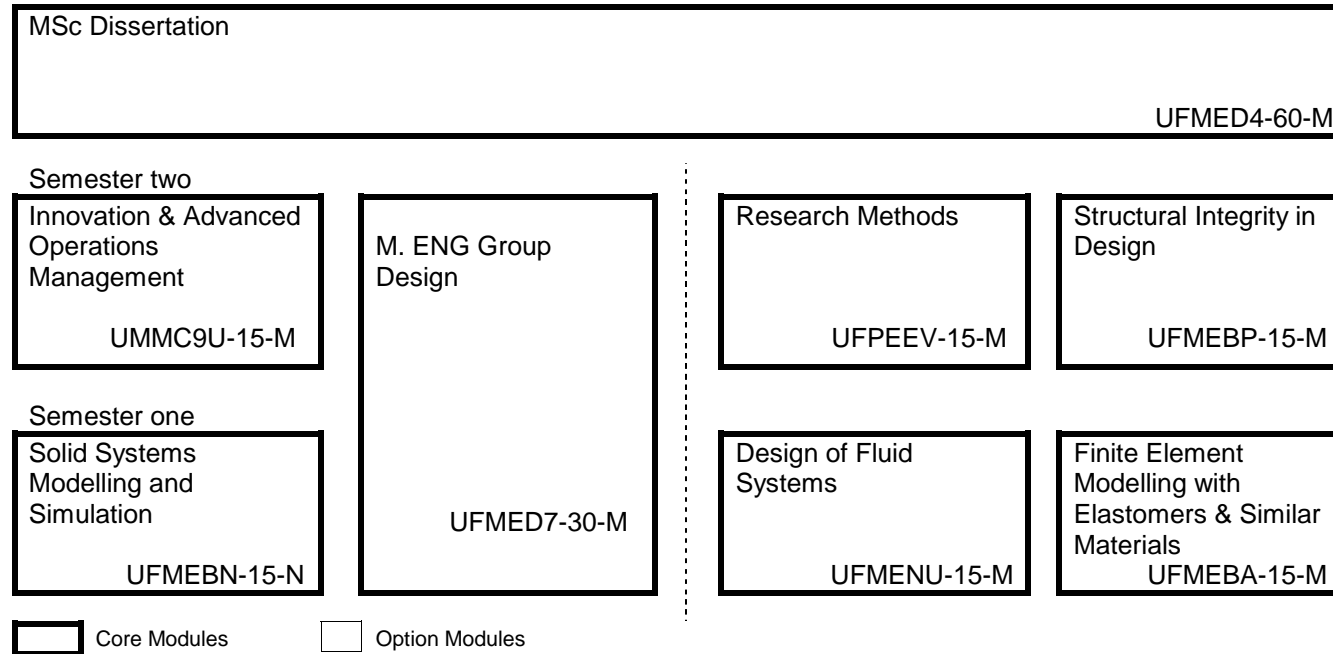 MSc Dissertation
UFMED4-60-M
Semester two
Innovation & Advanced
Operations
Management
UMMC9U-15-M
M. ENG Group
Design
UFMED7-30-M
Research Methods
UFPEEV-15-M
Structural Integrity in
Design
UFMEBP-15-M
Semester one
Solid Systems
Modelling and
Simulation
UFMEBN-15-N
Design of Fluid
Systems
UFMENU-15-M
Finite Element
Modelling with
Elastomers & Similar
Materials
UFMEBA-15-M
Core Modules
Option Modules